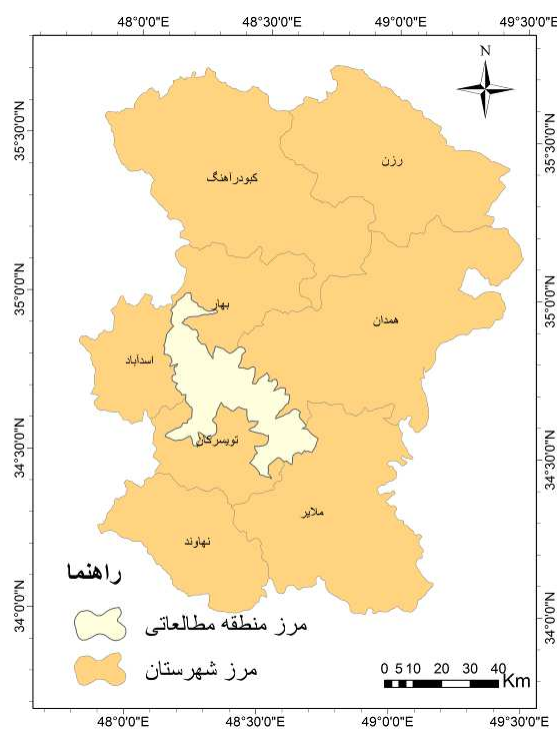 48°0'0"E 48°30'0"E 49°0'0"E 49°30'0"E
N
35°30'0"N
35°30'0"N
رزن
کبودرآهنگ
35°0'0"N
35°0'0"N
بهار
همدان
اسدآباد
34°30'0"N
34°30'0"N
تویسرکان
ملایر
نهاوند
راهنما
34°0'0"N
34°0'0"N
مرز منطقه مطالعاتی
مرز شهرستان
0 5 10 20 30 40
Km
48°0'0"E 48°30'0"E 49°0'0"E 49°30'0"E